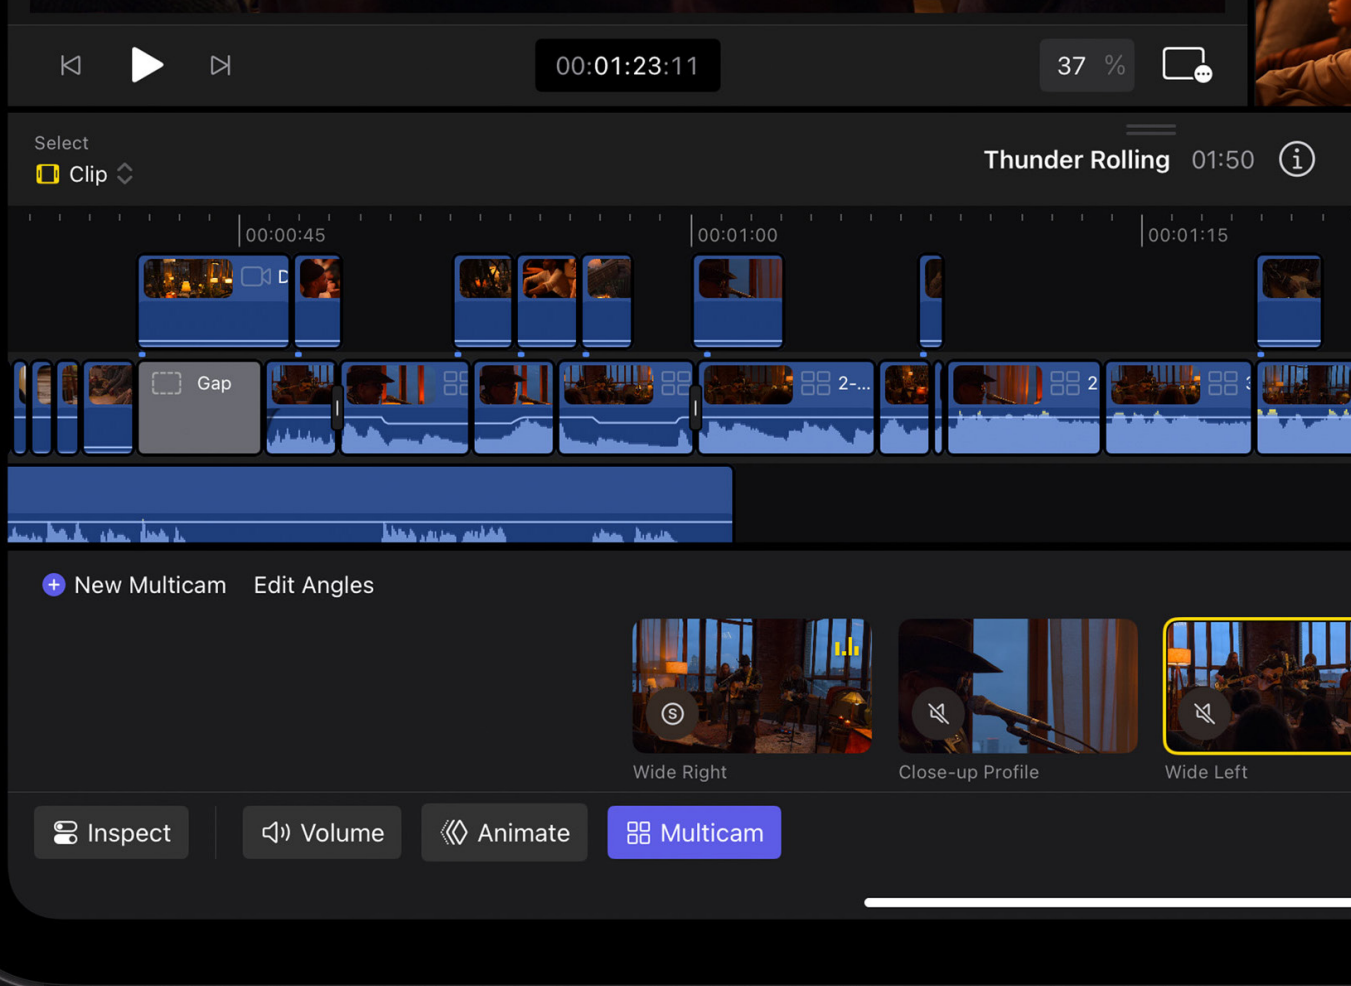 00:01:23:11
37 %
Select
Clip
Thunder Rolling 01:50
00:00:45
00:01:00
00:01:15
D
Gap
2-...
2
New Multicam
Edit Angles
S
Wide Right
Close-up Profile
Wide Left
Inspect
Volume
Animate
Multicam